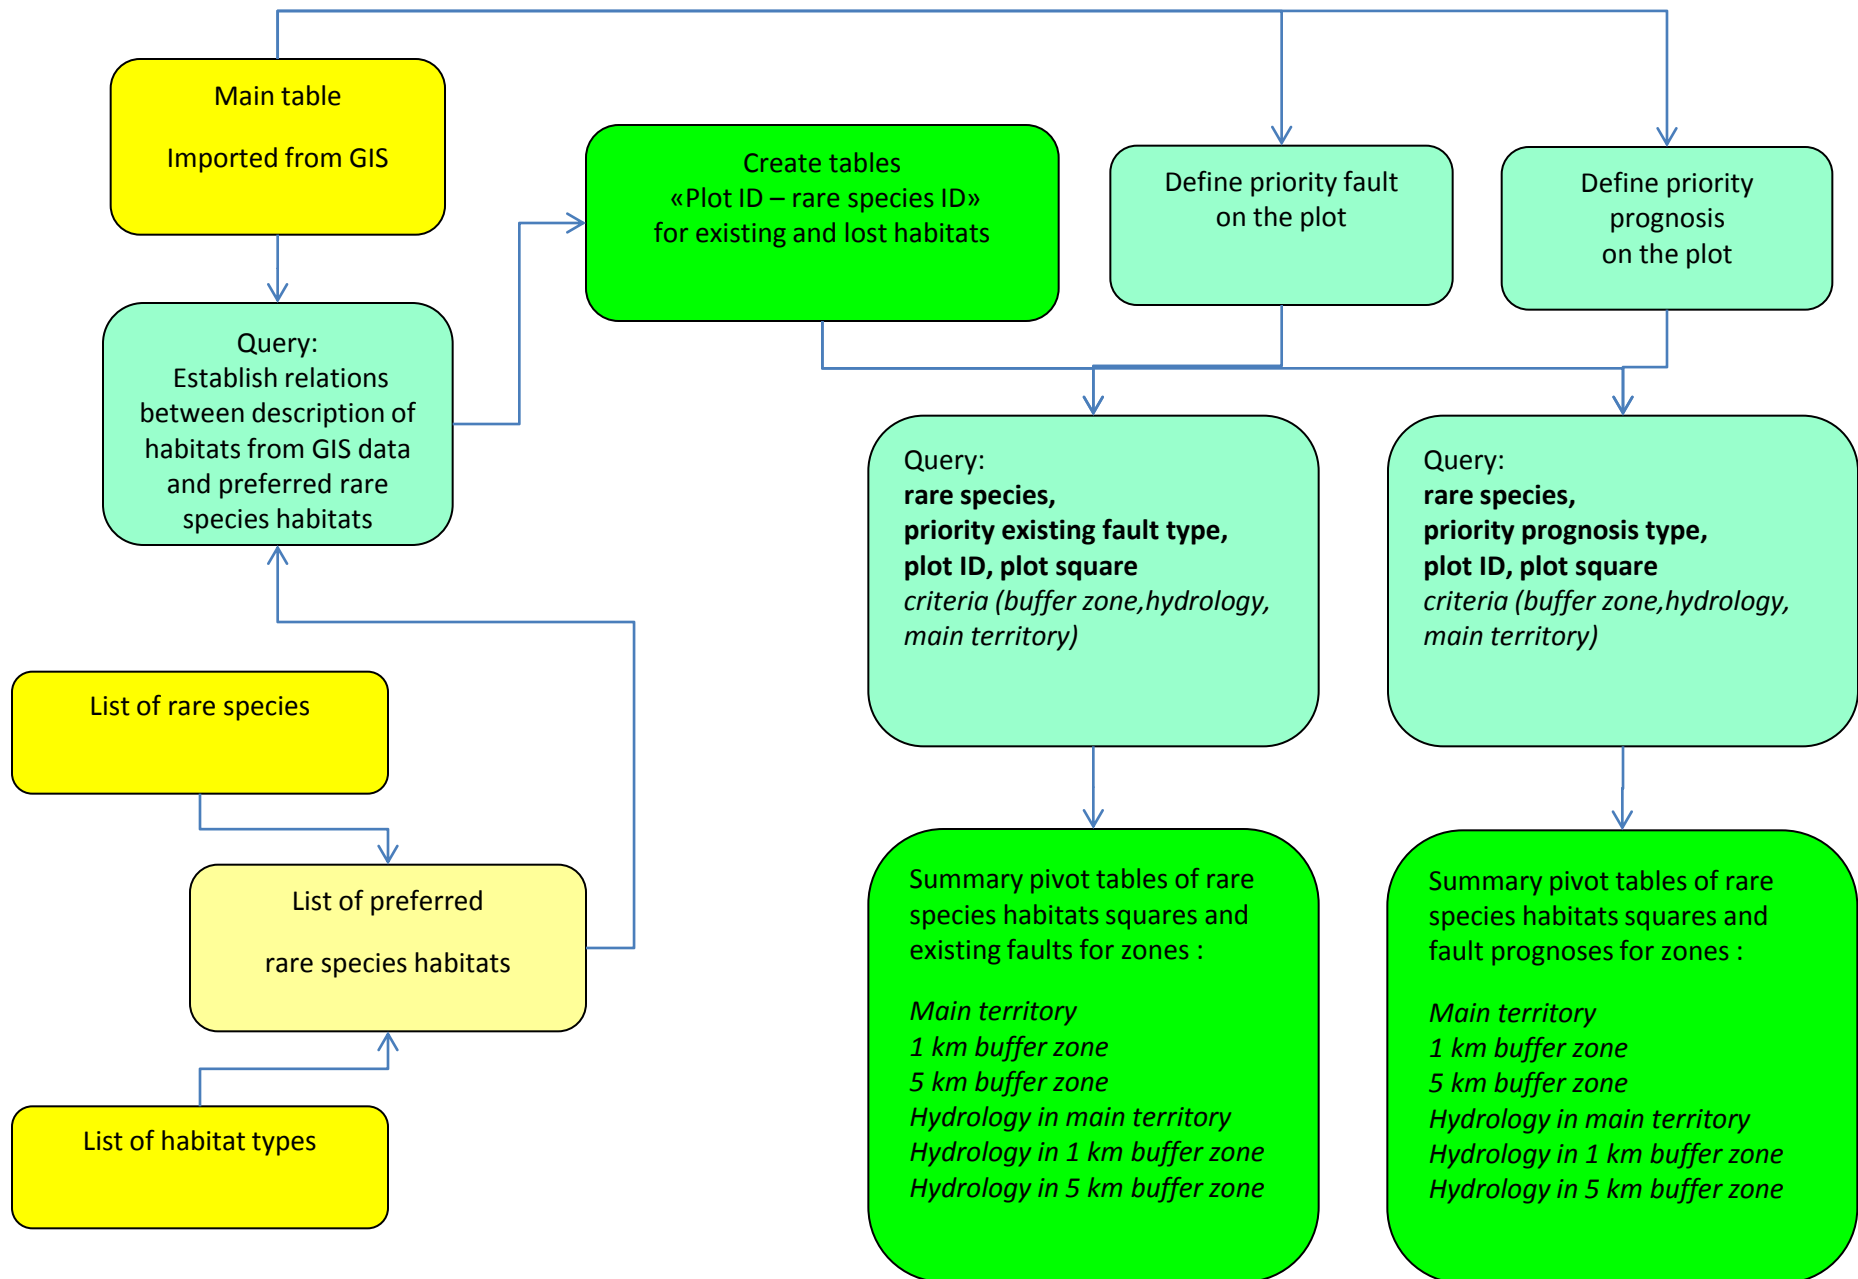 Main table
Imported from GIS
Create tables
«Plot ID – rare species ID»
for existing and lost habitats
Define priority fault
on the plot
Define priority
prognosis
on the plot
Query:
Establish relations
between description of
habitats from GIS data
and preferred rare
species habitats
Query:
rare species,
priority existing fault type,
plot ID, plot square
criteria (buffer zone,hydrology,
main territory)
Query:
rare species,
priority prognosis type,
plot ID, plot square
criteria (buffer zone,hydrology,
main territory)
List of rare species
List of preferred
rare species habitats
List of habitat types
Summary pivot tables of rare
species habitats squares and
existing faults for zones :
Main territory
1 km buffer zone
5 km buffer zone
Hydrology in main territory
Hydrology in 1 km buffer zone
Hydrology in 5 km buffer zone
Summary pivot tables of rare
species habitats squares and
fault prognoses for zones :
Main territory
1 km buffer zone
5 km buffer zone
Hydrology in main territory
Hydrology in 1 km buffer zone
Hydrology in 5 km buffer zone